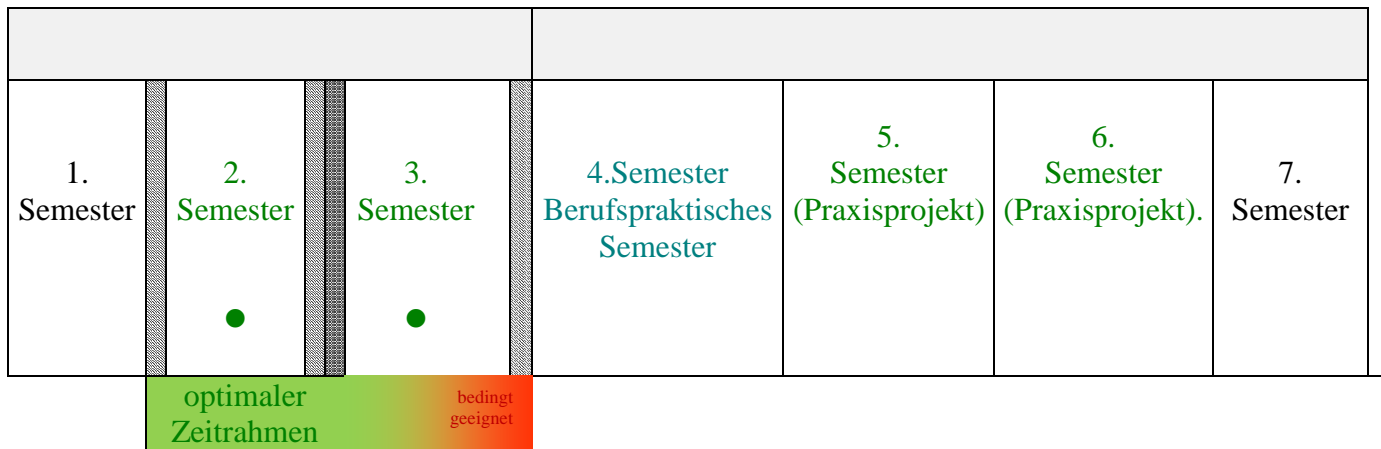 1.
Semester
2.
Semester
3.
Semester
4.Semester
Berufspraktisches
Semester
5.
Semester
(Praxisprojekt)
6.
Semester
(Praxisprojekt).
7.
Semester
optimaler
Zeitrahmen
bedingt
geeignet